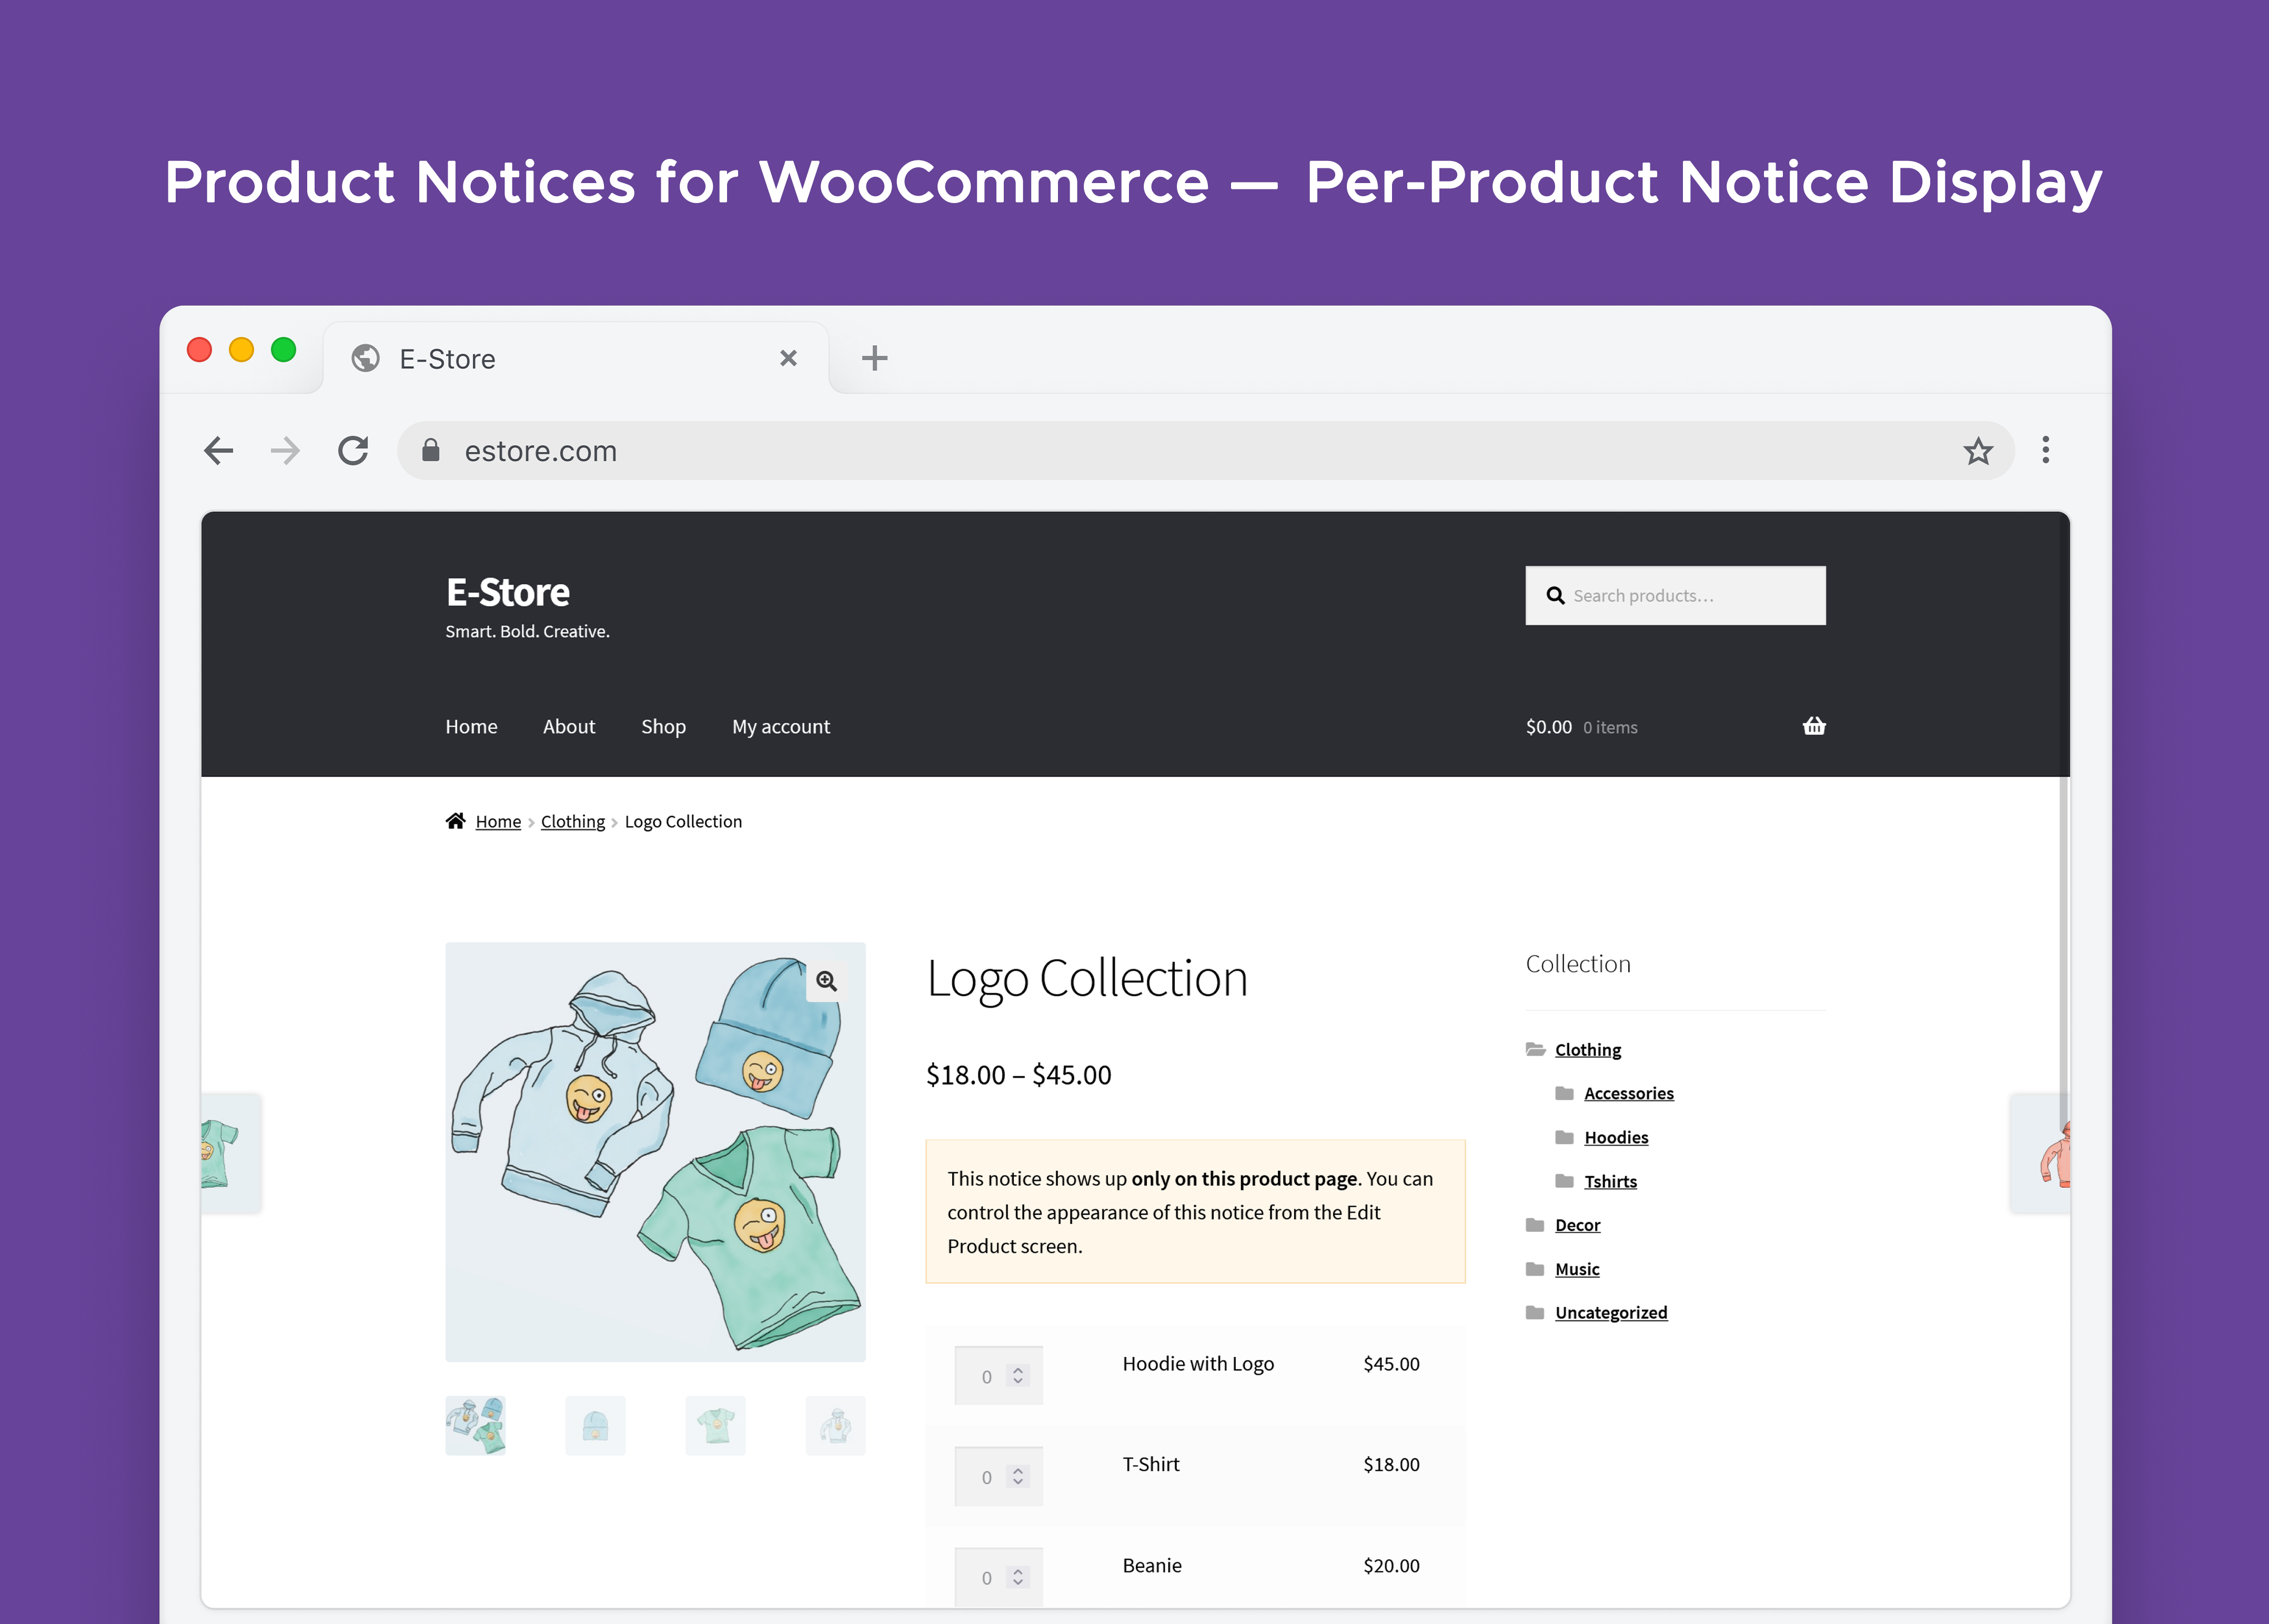 Product Notices for WooCommerce — Per-Product Notice Display
E-Store
estore.com
E-Store
Smart. Bold. Creative.
Search products…
Home About Shop My account
$0.00 0 items
Home › Clothing › Logo Collection
Logo Collection
$18.00 – $45.00
This notice shows up only on this product page. You can
control the appearance of this notice from the Edit
Product screen.
0 Hoodie with Logo $45.00
0 T-Shirt $18.00
0 Beanie $20.00
Collection
Clothing
Accessories
Hoodies
Tshirts
Decor
Music
Uncategorized